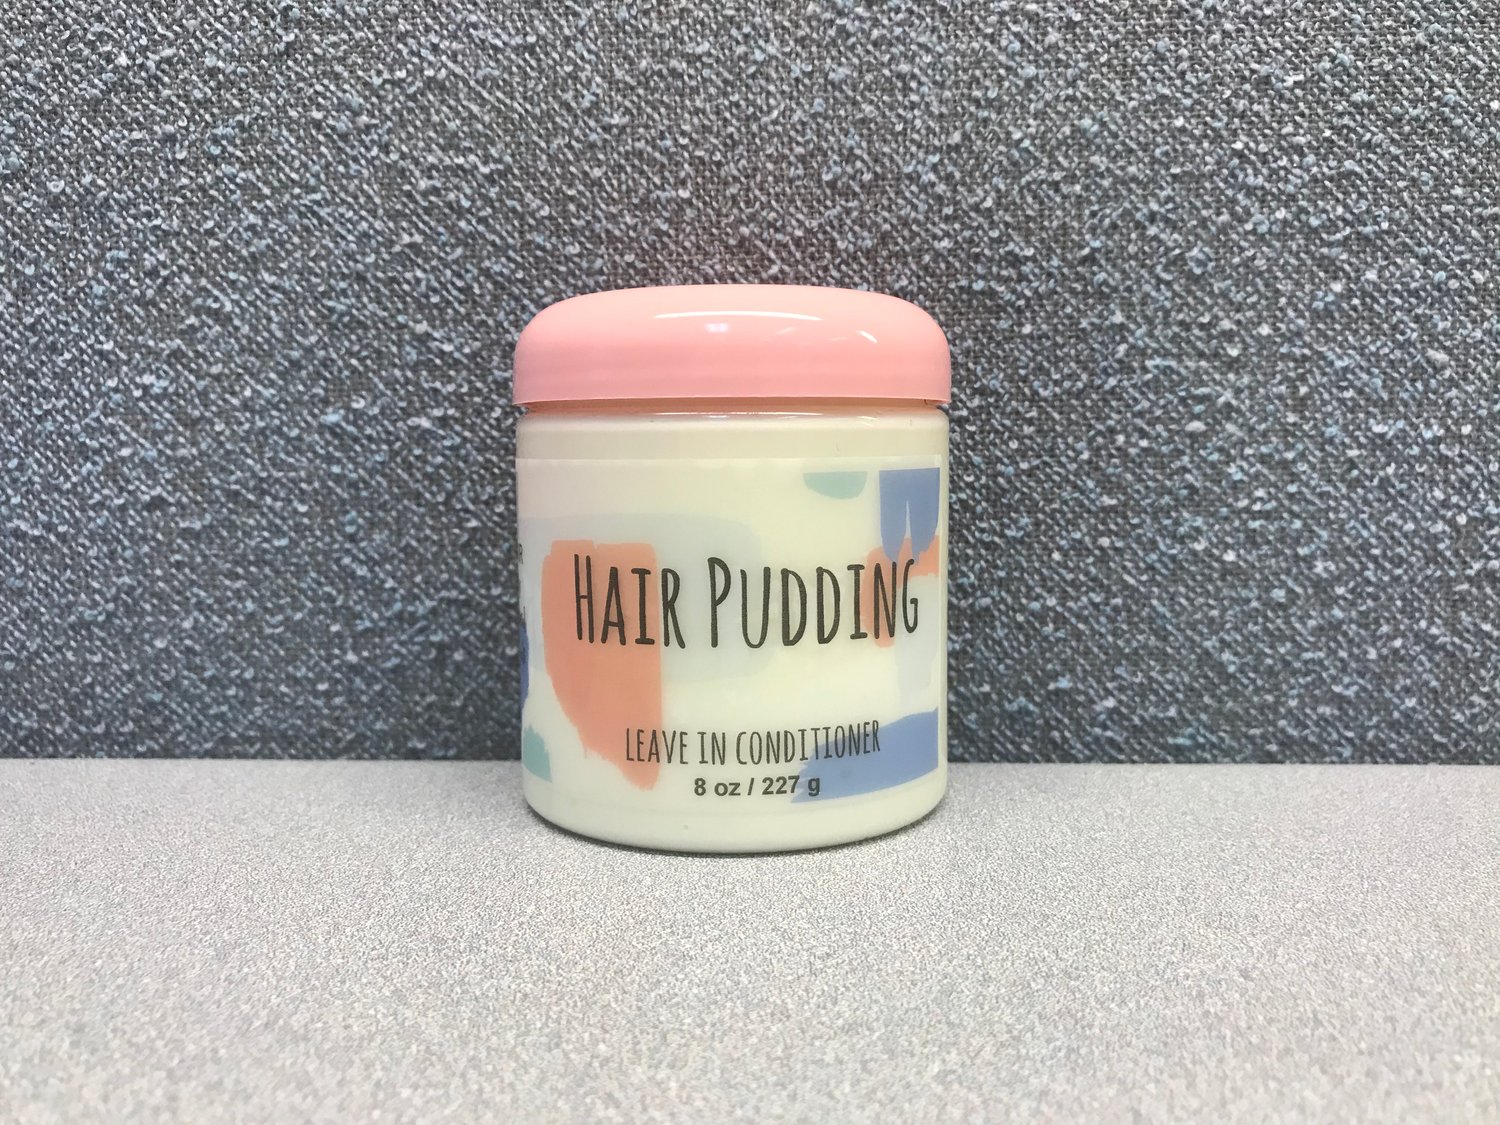 HAIR PUDDING
LEAVE IN CONDITIONER
8 oz / 227 g